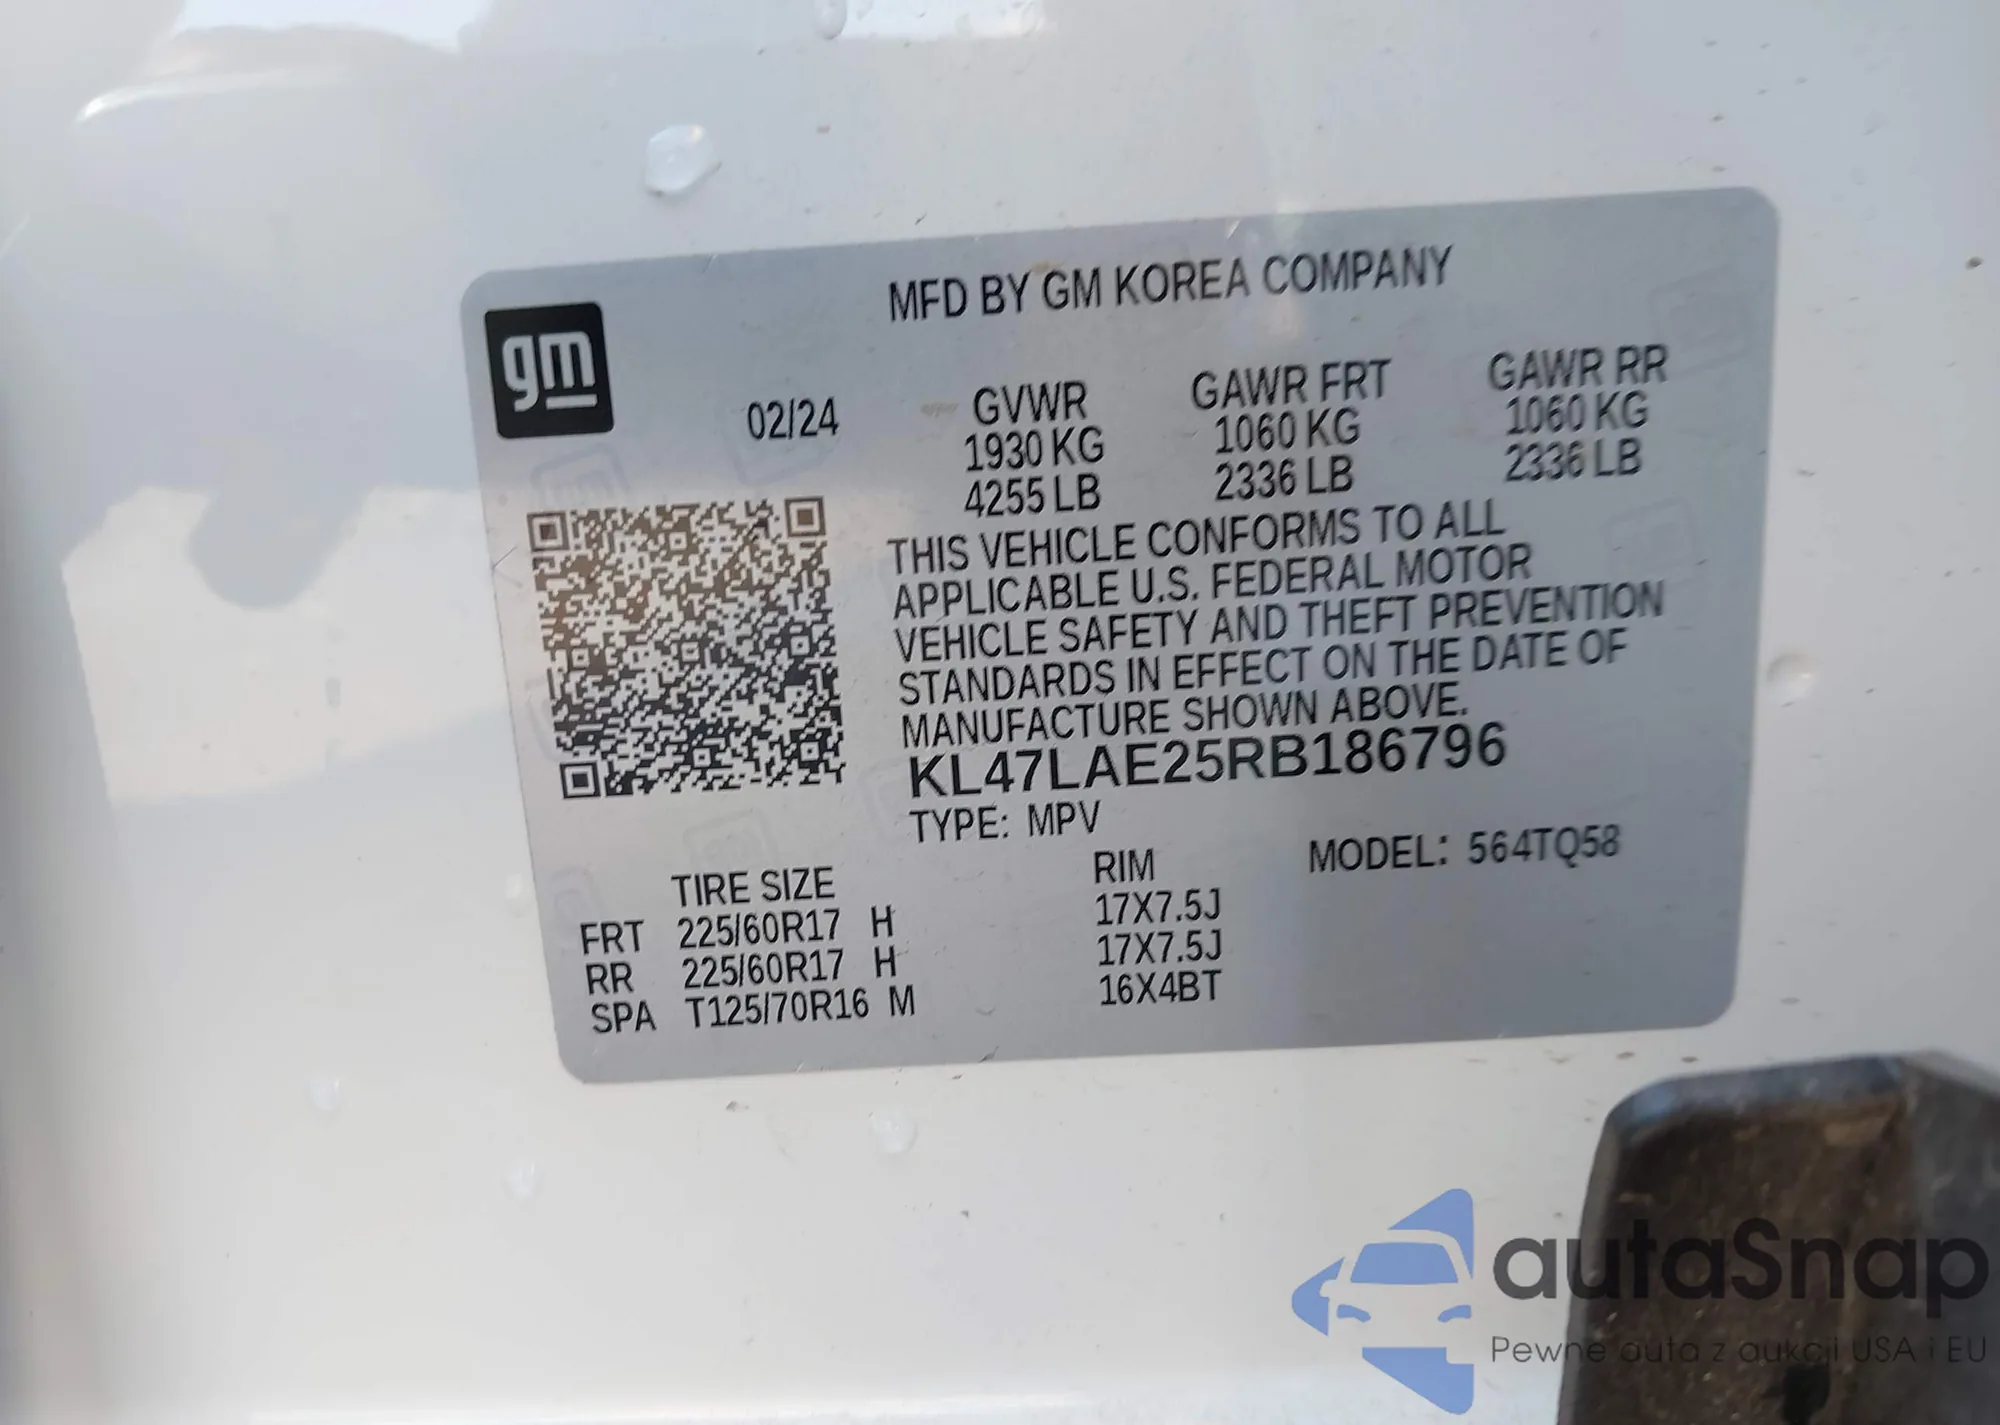 MFD BY GM KOREA COMPANY
gm
02/24
GVWR GAWR FRT GAWR RR
1930 KG 1060 KG 1060 KG
4255 LB 2336 LB 2336 LB
THIS VEHICLE CONFORMS TO ALL
APPLICABLE U.S. FEDERAL MOTOR
VEHICLE SAFETY AND THEFT PREVENTION
STANDARDS IN EFFECT ON THE DATE OF
MANUFACTURE SHOWN ABOVE.
KL47LAE25RB186796
TYPE: MPV
MODEL: 564TQ58
TIRE SIZE RIM
FRT 225/60R17 H 17X7.5J
RR 225/60R17 H 17X7.5J
SPA T125/70R16 M 16X4BT
autaSnap
Pewne auta z aukcji USA i EU